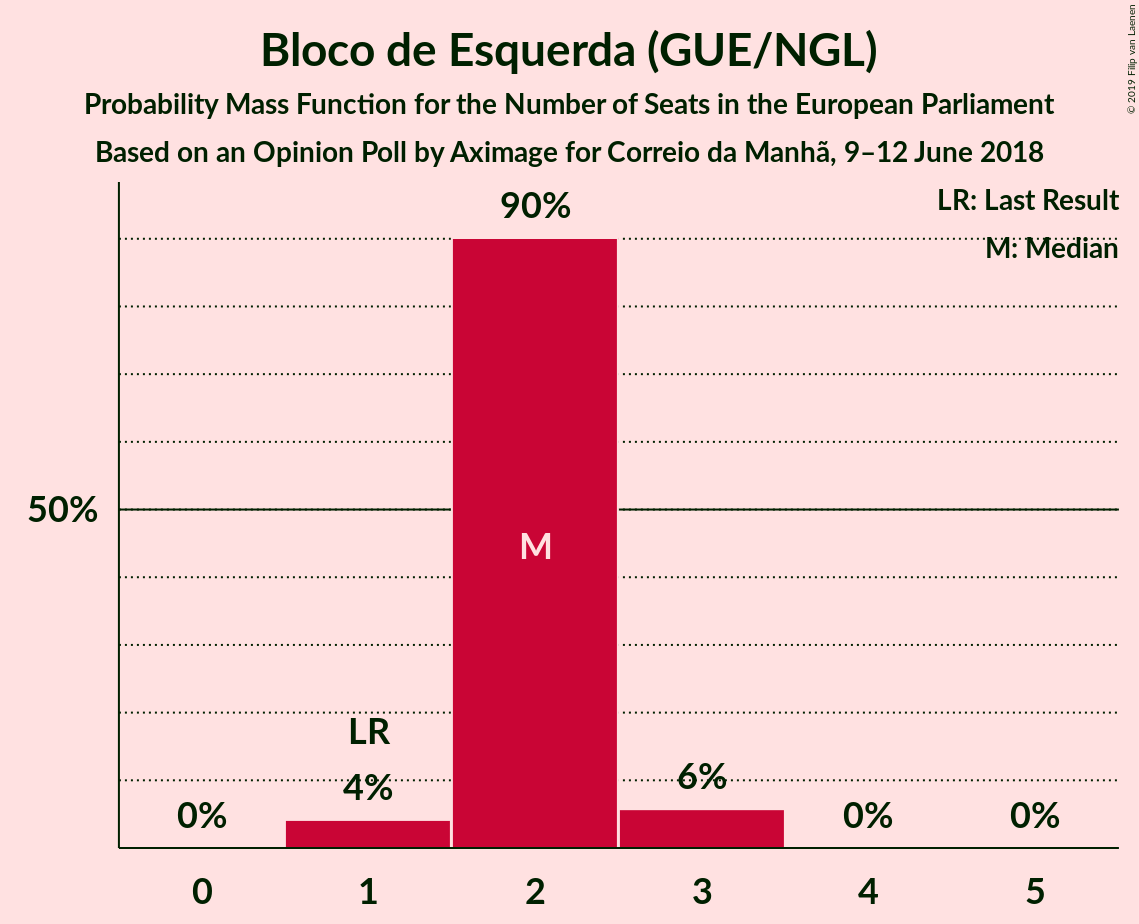 Bloco de Esquerda (GUE/NGL)
Probability Mass Function for the Number of Seats in the European Parliament
Based on an Opinion Poll by Aximage for Correio da Manhã, 9–12 June 2018
© 2019 Filip van Laenen
LR: Last Result
M: Median
90%
50%
M
LR
0%
4%
6%
0%
0%
0 1 2 3 4 5